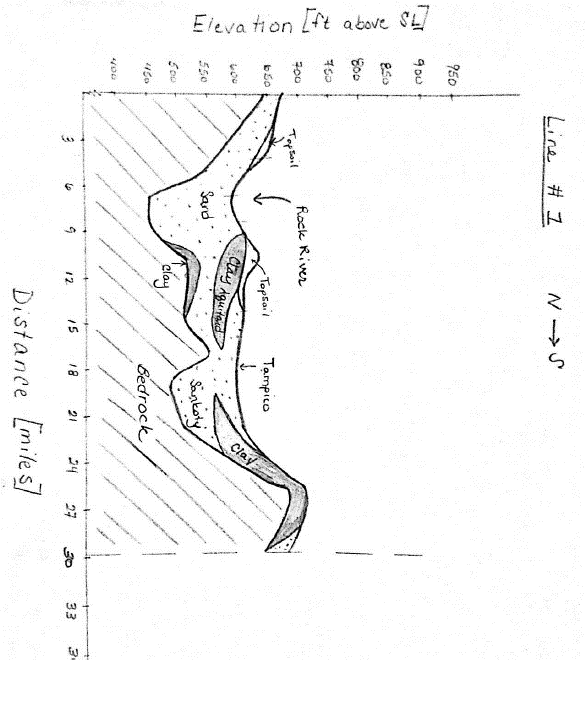 Line # 1
N → S
Elevation [ft above SL]
400 450 500 550 600 650 700 750 800 850 900 950
Topsoil
Rock River
Sand
Clay Aquitard
Topsoil
Clay
Tampico
Sankoty
Clay
Bedrock
3 6 9 12 15 18 21 24 27 30 33
Distance [miles]